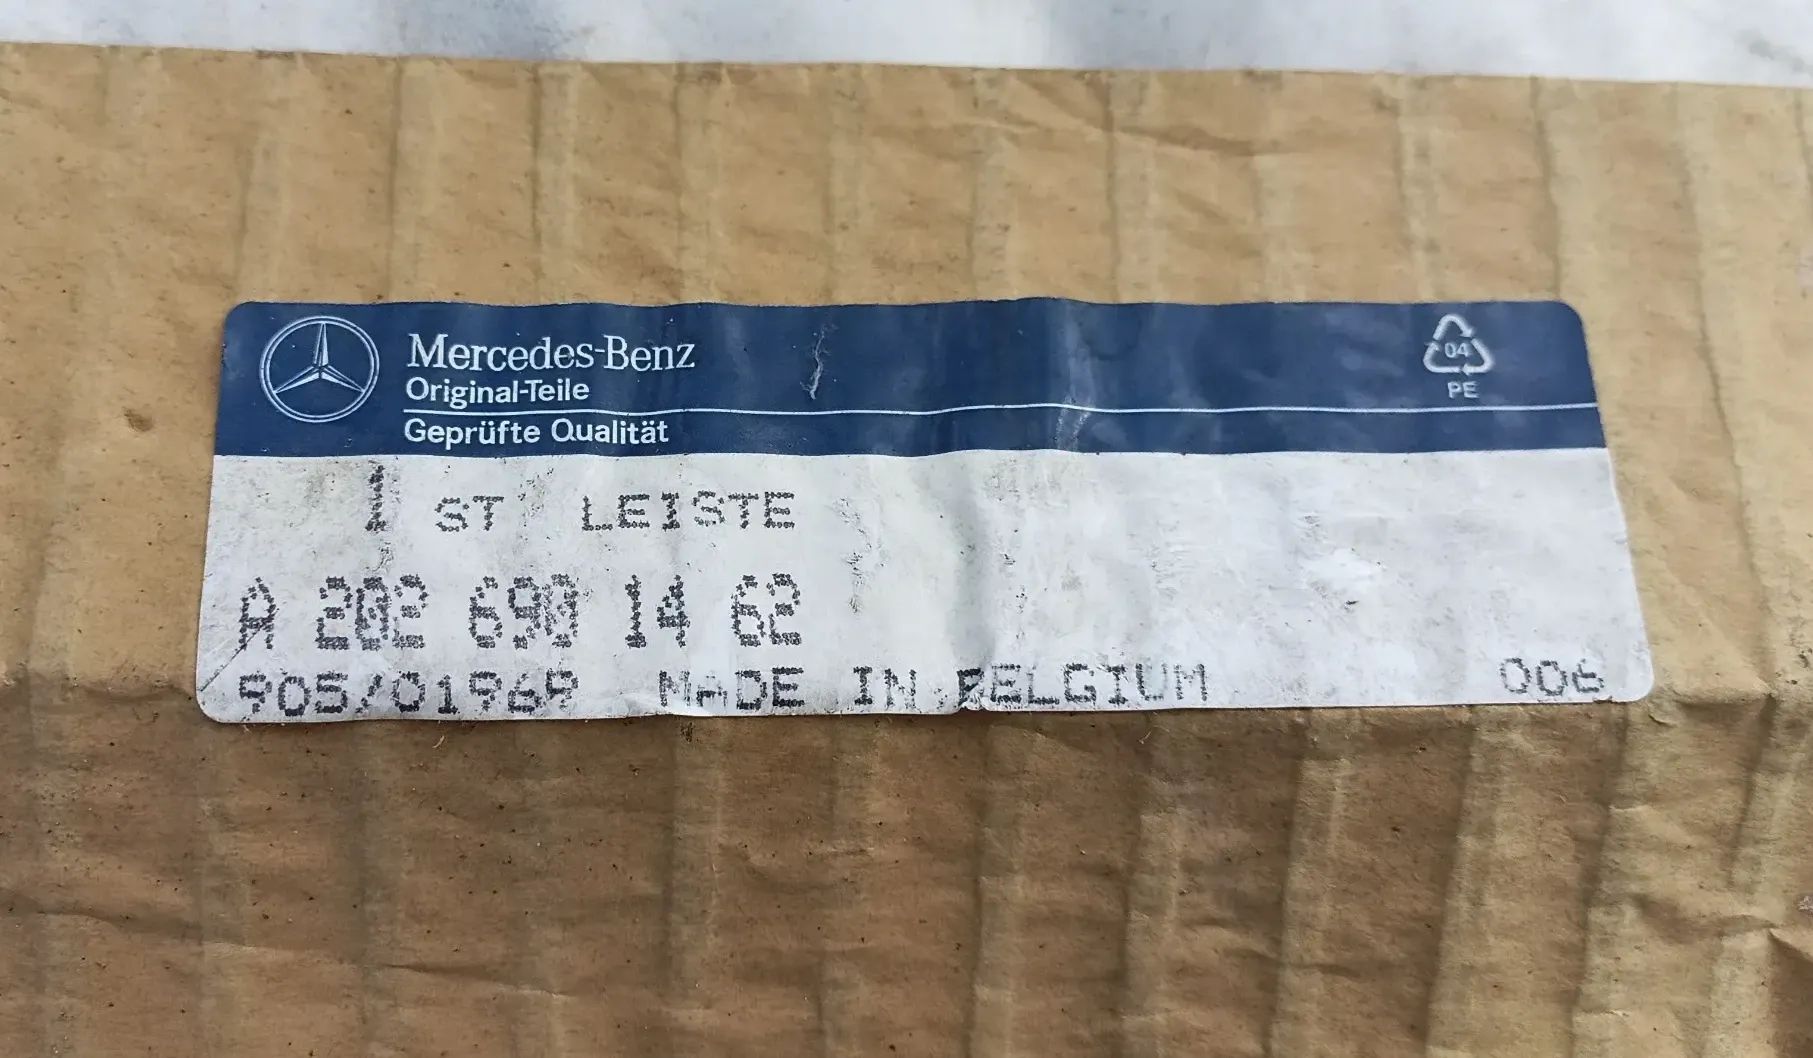 Mercedes-Benz
Original-Teile
Geprüfte Qualität
04
PE
1 ST LEISTE
A 202 690 14 62
905/01969 MADE IN BELGIUM 006